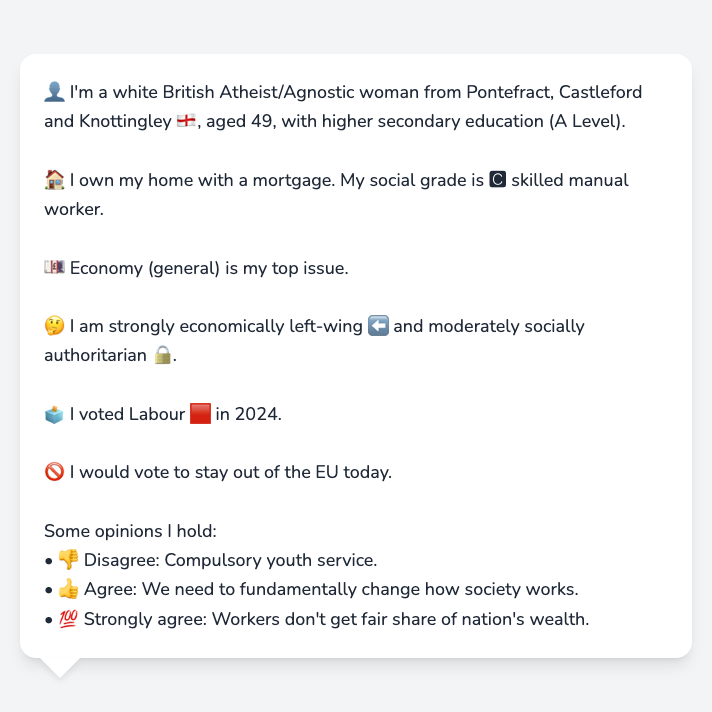 👤 I'm a white British Atheist/Agnostic woman from Pontefract, Castleford
and Knottingley 🏴󠁧󠁢󠁥󠁮󠁧󠁿, aged 49, with higher secondary education (A Level).
🏠 I own my home with a mortgage. My social grade is C skilled manual
worker.
💷 Economy (general) is my top issue.
🤔 I am strongly economically left-wing ⬅️ and moderately socially
authoritarian 🔒.
🗳️ I voted Labour 🟥 in 2024.
🚫 I would vote to stay out of the EU today.
Some opinions I hold:
• 👎 Disagree: Compulsory youth service.
• 👍 Agree: We need to fundamentally change how society works.
• 💯 Strongly agree: Workers don't get fair share of nation's wealth.